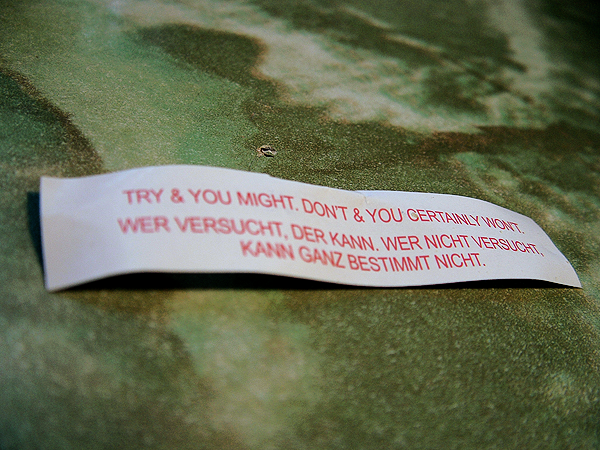 TRY & YOU MIGHT. DON'T & YOU CERTAINLY WON'T.
WER VERSUCHT, DER KANN. WER NICHT VERSUCHT,
KANN GANZ BESTIMMT NICHT.